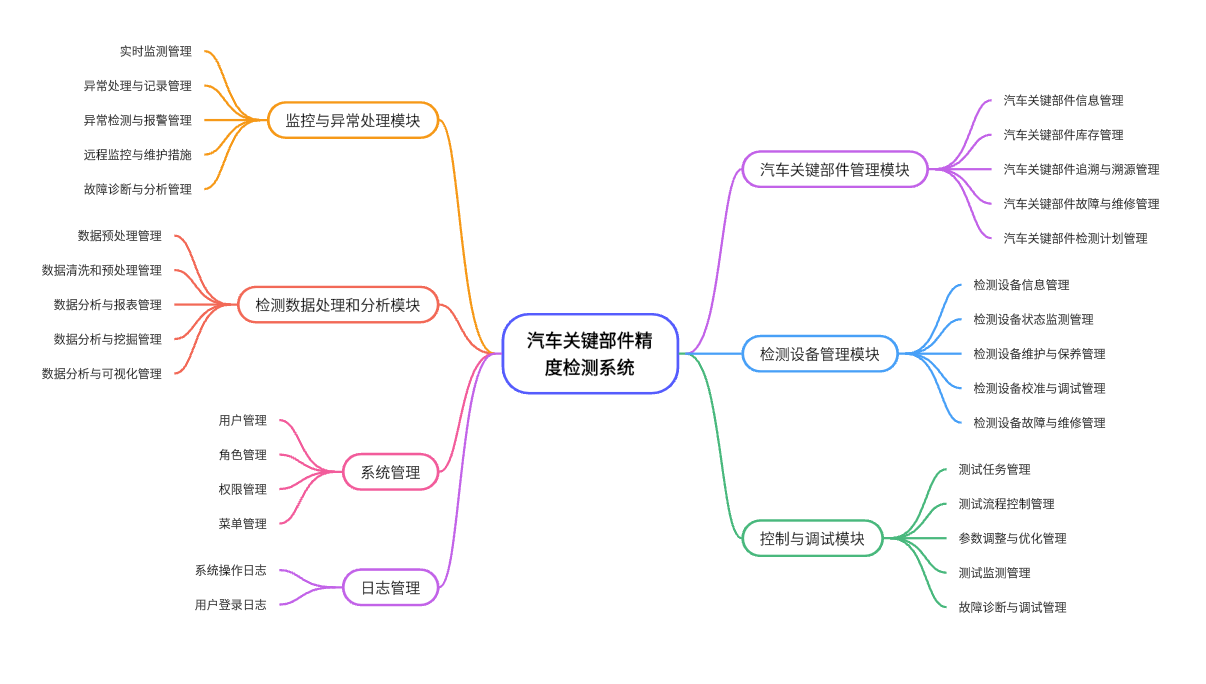 实时监测管理
异常处理与记录管理
异常检测与报警管理
远程监控与维护措施
故障诊断与分析管理
监控与异常处理模块
数据预处理管理
数据清洗和预处理管理
数据分析与报表管理
数据分析与挖掘管理
数据分析与可视化管理
检测数据处理和分析模块
用户管理
角色管理
权限管理
菜单管理
系统管理
系统操作日志
用户登录日志
日志管理
汽车关键部件精
度检测系统
汽车关键部件管理模块
汽车关键部件信息管理
汽车关键部件库存管理
汽车关键部件追溯与溯源管理
汽车关键部件故障与维修管理
汽车关键部件检测计划管理
检测设备管理模块
检测设备信息管理
检测设备状态监测管理
检测设备维护与保养管理
检测设备校准与调试管理
检测设备故障与维修管理
控制与调试模块
测试任务管理
测试流程控制管理
参数调整与优化管理
测试监测管理
故障诊断与调试管理